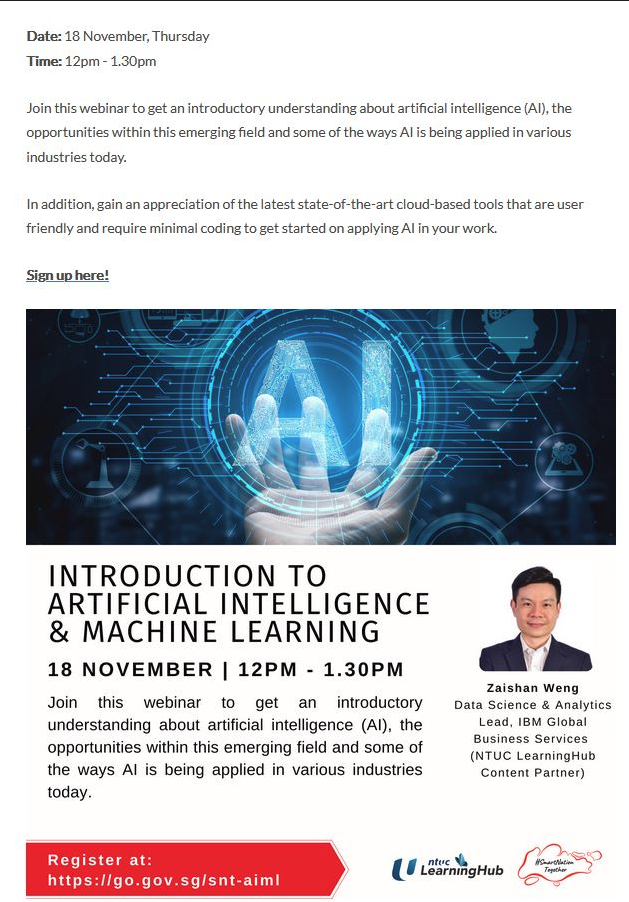 Date: 18 November, Thursday
Time: 12pm - 1.30pm
Join this webinar to get an introductory understanding about artificial intelligence (AI), the
opportunities within this emerging field and some of the ways AI is being applied in various
industries today.
In addition, gain an appreciation of the latest state-of-the-art cloud-based tools that are user
friendly and require minimal coding to get started on applying AI in your work.
Sign up here!
AI
INTRODUCTION TO
ARTIFICIAL INTELLIGENCE
& MACHINE LEARNING
18 NOVEMBER | 12PM - 1.30PM
Join this webinar to get an introductory
understanding about artificial intelligence (AI), the
opportunities within this emerging field and some of
the ways AI is being applied in various industries
today.
Zaishan Weng
Data Science & Analytics
Lead, IBM Global
Business Services
(NTUC LearningHub
Content Partner)
Register at:
https://go.gov.sg/snt-aiml
ntuc
LearningHub
#SmartNation
Together